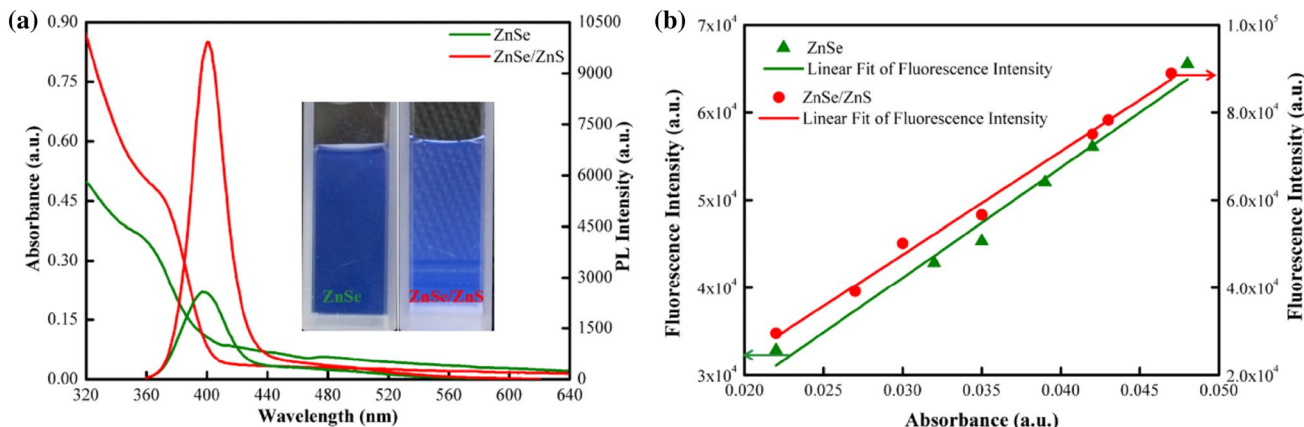 (a)
0.90
0.75
0.60
0.45
0.30
0.15
0.00
Absorbance (a.u.)
ZnSe
ZnSe/ZnS
ZnSe
ZnSe/ZnS
10500
9000
7500
6000
4500
3000
1500
0
PL Intensity (a.u.)
320 360 400 440 480 520 560 600 640
Wavelength (nm)
(b)
7x10⁴
6x10⁴
5x10⁴
4x10⁴
3x10⁴
Fluorescence Intensity (a.u.)
ZnSe
Linear Fit of Fluorescence Intensity
ZnSe/ZnS
Linear Fit of Fluorescence Intensity
1.0x10⁵
8.0x10⁴
6.0x10⁴
4.0x10⁴
2.0x10⁴
Fluorescence Intensity (a.u.)
0.020 0.025 0.030 0.035 0.040 0.045 0.050
Absorbance (a.u.)